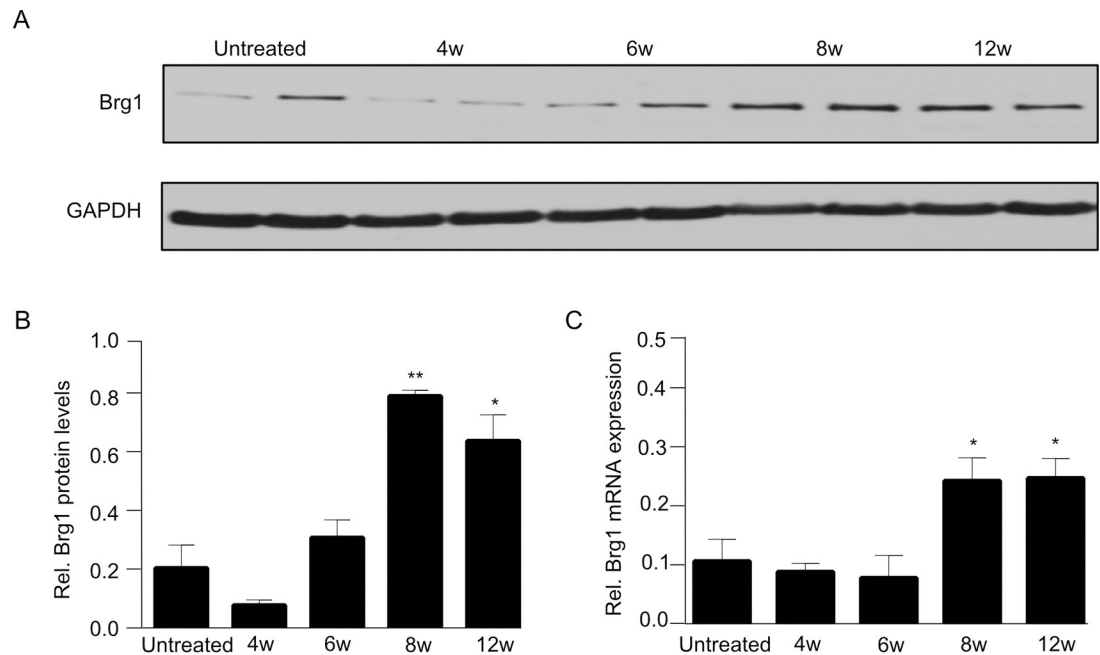 A
Untreated 4w 6w 8w 12w
Brg1
GAPDH
B
Rel. Brg1 protein levels
1.0
0.8
0.6
0.4
0.2
0.0
** *
Untreated 4w 6w 8w 12w
C
Rel. Brg1 mRNA expression
0.5
0.4
0.3
0.2
0.1
0.0
* *
Untreated 4w 6w 8w 12w